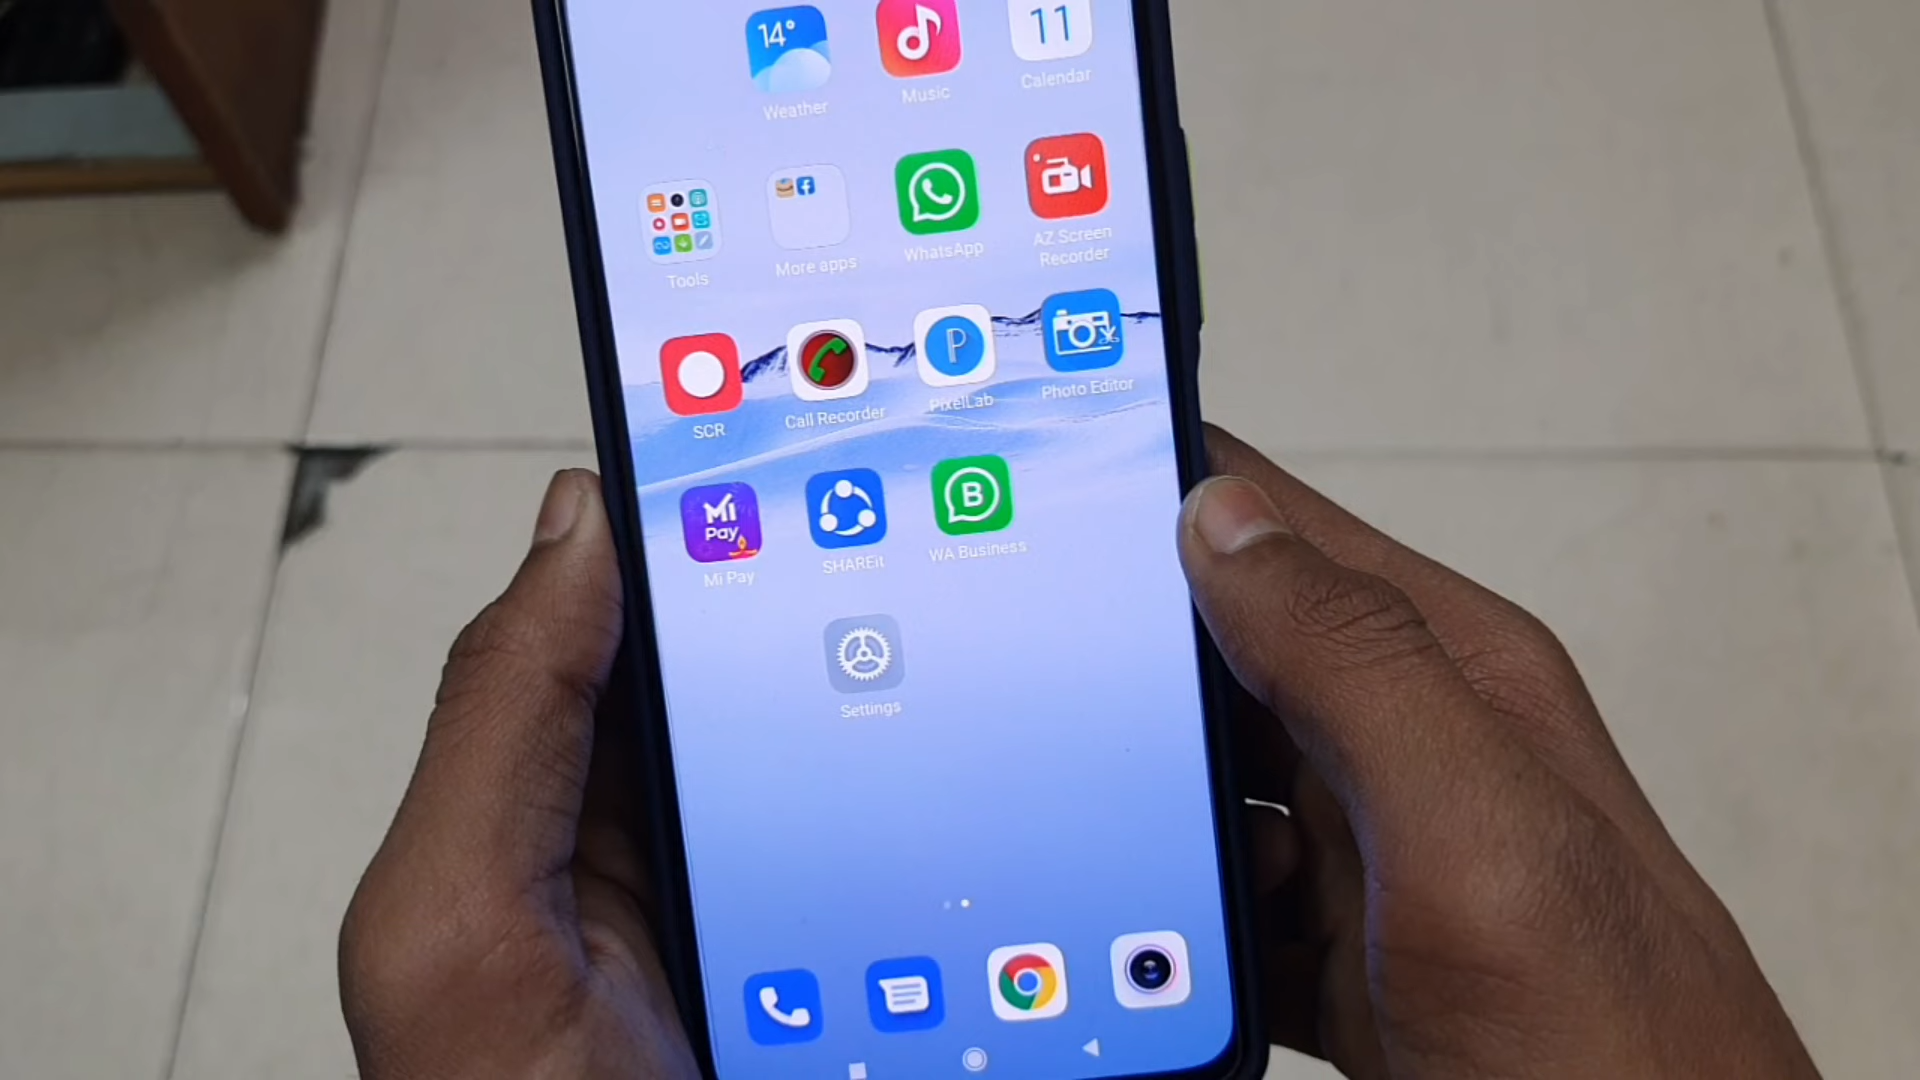 14°
11
Weather
Music
Calendar
Tools
More apps
WhatsApp
AZ Screen
Recorder
P
SCR
Call Recorder
PixelLab
Photo Editor
Mi
Pay
B
Mi Pay
SHAREit
WA Business
Settings